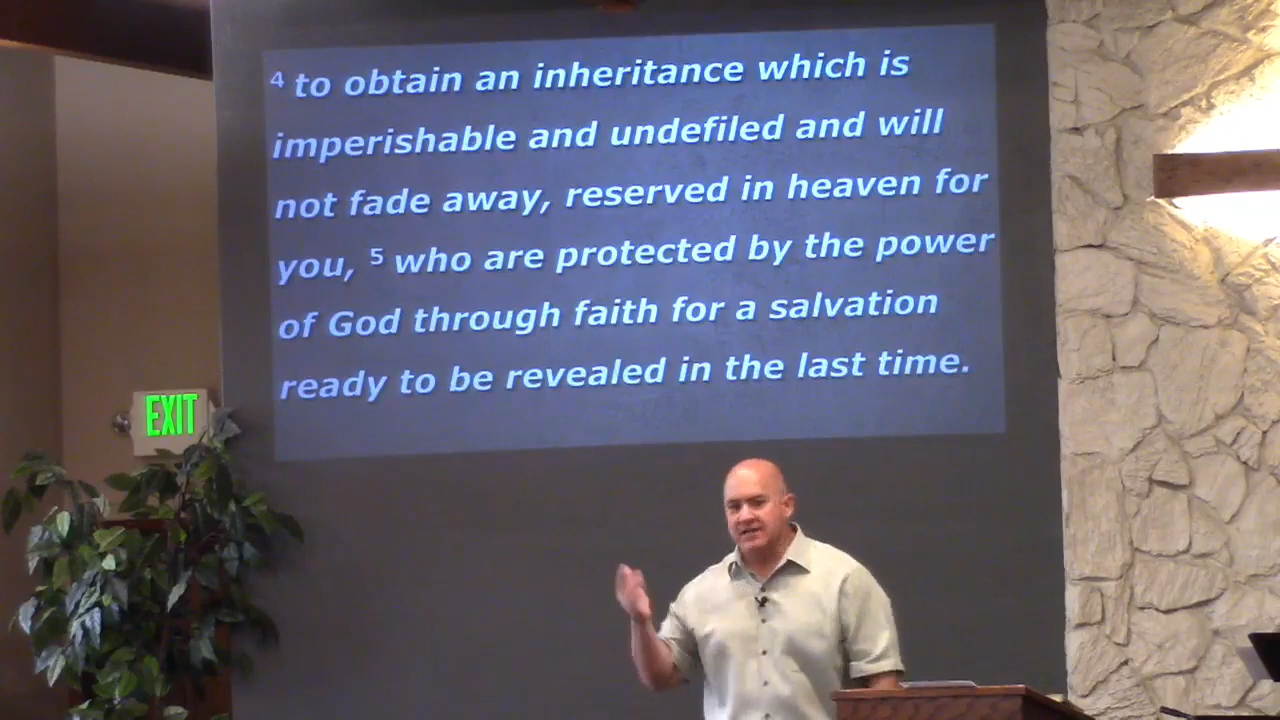 ⁴ to obtain an inheritance which is
imperishable and undefiled and will
not fade away, reserved in heaven for
you, ⁵ who are protected by the power
of God through faith for a salvation
ready to be revealed in the last time.
EXIT